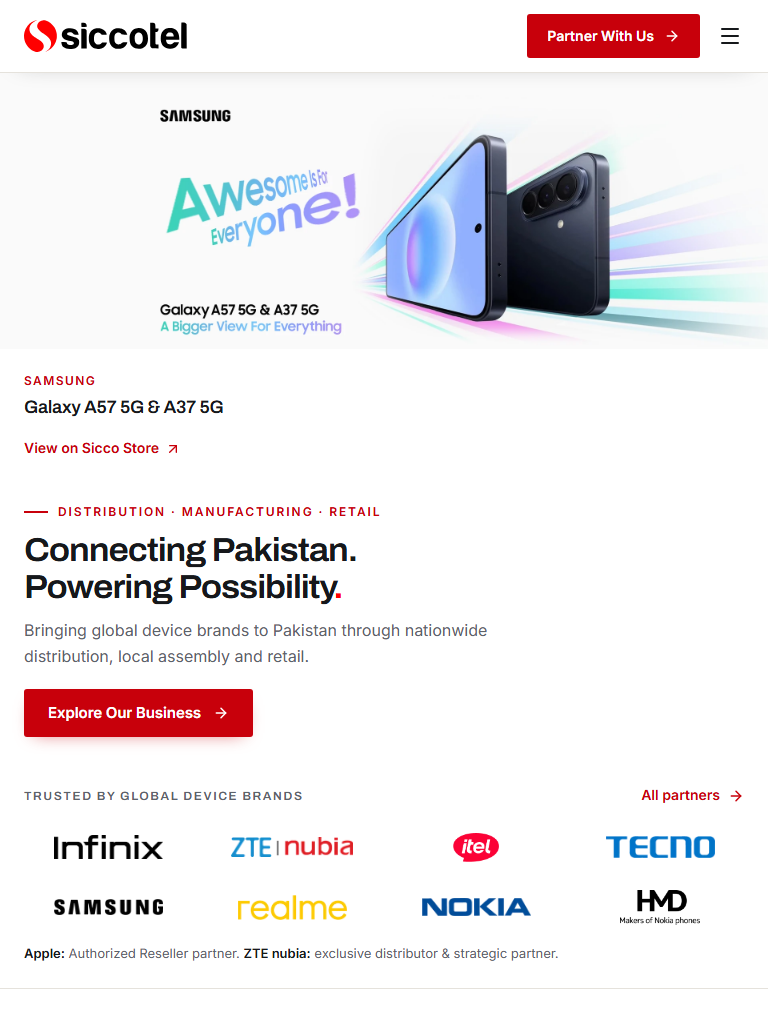 siccotel
Partner With Us
SAMSUNG
Awesome Is For
Everyone!
Galaxy A57 5G & A37 5G
A Bigger View For Everything
SAMSUNG
Galaxy A57 5G & A37 5G
View on Sicco Store
DISTRIBUTION · MANUFACTURING · RETAIL
Connecting Pakistan.
Powering Possibility.
Bringing global device brands to Pakistan through nationwide
distribution, local assembly and retail.
Explore Our Business
TRUSTED BY GLOBAL DEVICE BRANDS
All partners
Infinix
ZTE | nubia
itel
TECNO
SAMSUNG
realme
NOKIA
HMD
Makers of Nokia phones
Apple: Authorized Reseller partner. ZTE nubia: exclusive distributor & strategic partner.